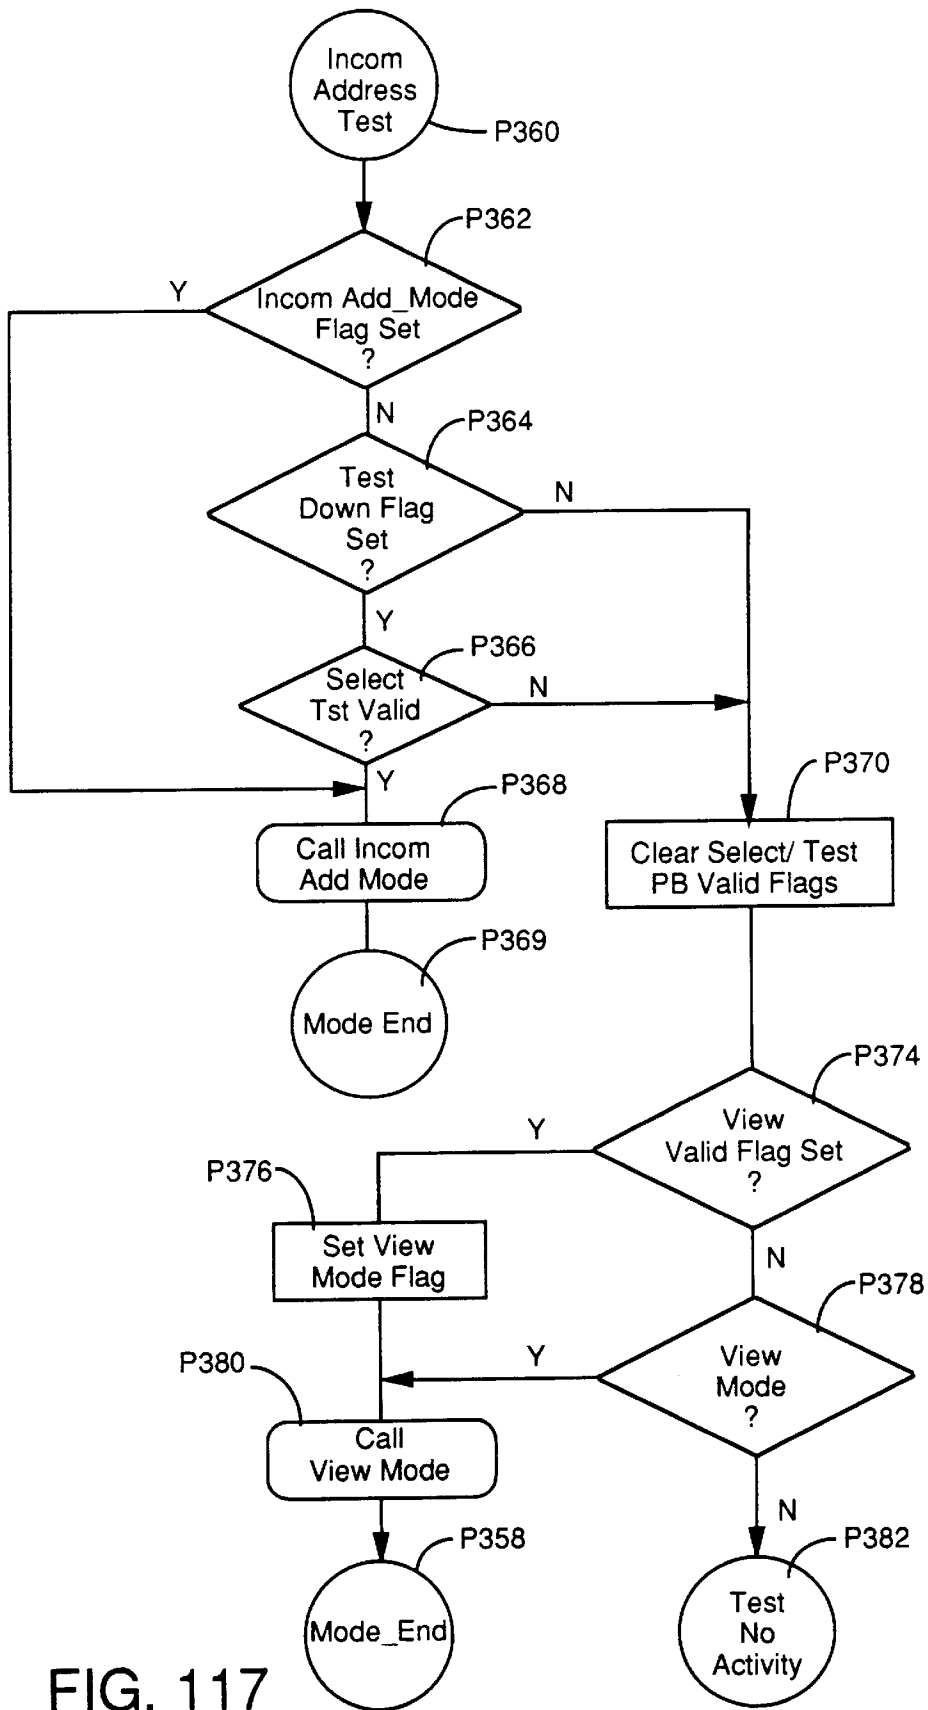 Incom
Address
Test
P360
P362
Y
Incom Add_Mode
Flag Set
?
N
P364
Test
Down Flag
Set
?
N
Y
P366
Select
Tst Valid
?
N
Y
P368
Call Incom
Add Mode
P370
Clear Select/ Test
PB Valid Flags
P369
Mode End
P374
View
Valid Flag Set
?
Y
P376
Set View
Mode Flag
N
P378
View
Mode
?
Y
P380
Call
View Mode
N
P358
Mode_End
P382
Test
No
Activity
FIG. 117